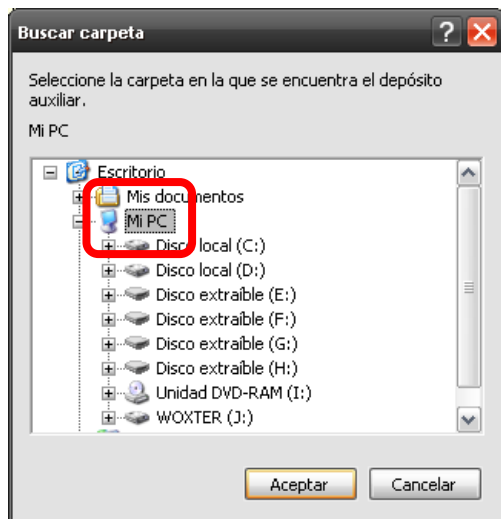 Buscar carpeta
Seleccione la carpeta en la que se encuentra el depósito
auxiliar.
Mi PC
Escritorio
Mis documentos
Mi PC
Disco local (C:)
Disco local (D:)
Disco extraíble (E:)
Disco extraíble (F:)
Disco extraíble (G:)
Disco extraíble (H:)
Unidad DVD-RAM (I:)
WOXTER (J:)
Aceptar Cancelar